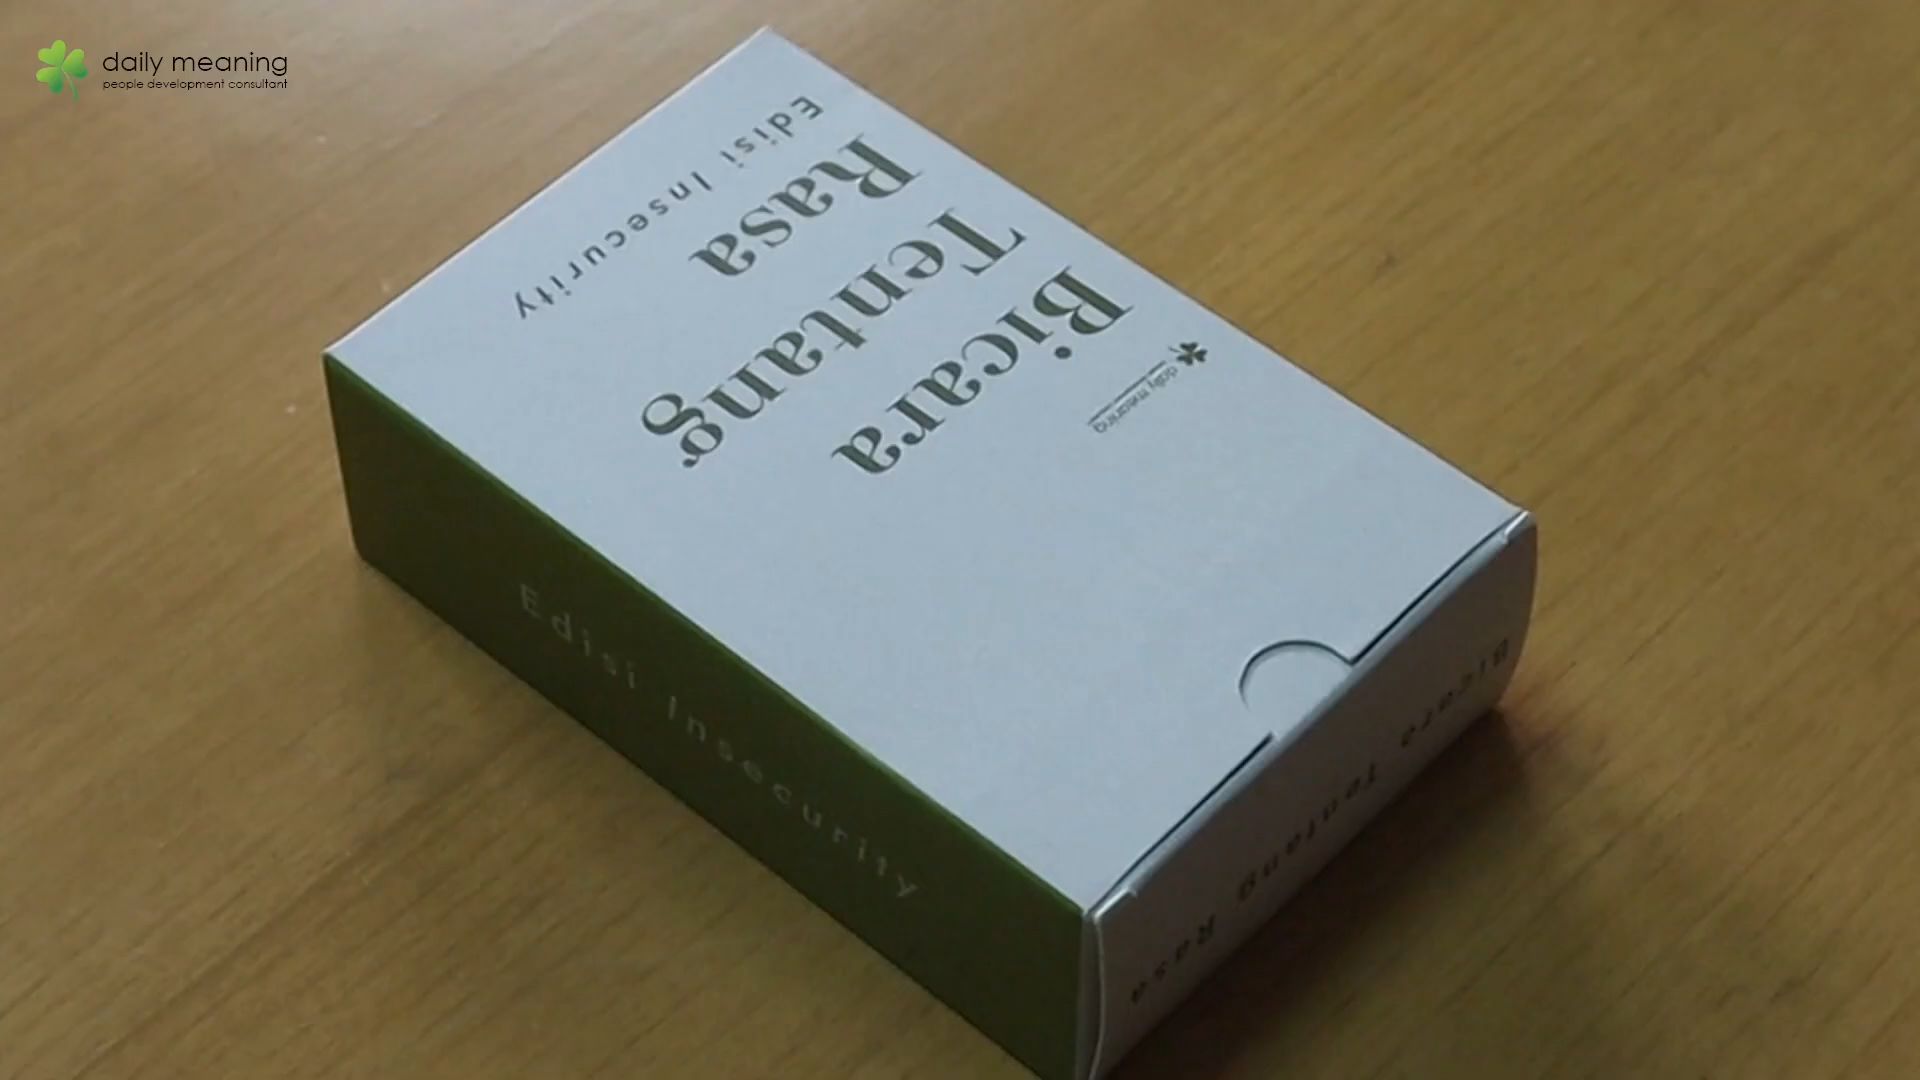 daily meaning
people development consultant
daily meaning
Bicara
Tentang
Rasa
Edisi Insecurity
Edisi Insecurity
Bicara Tentang Rasa